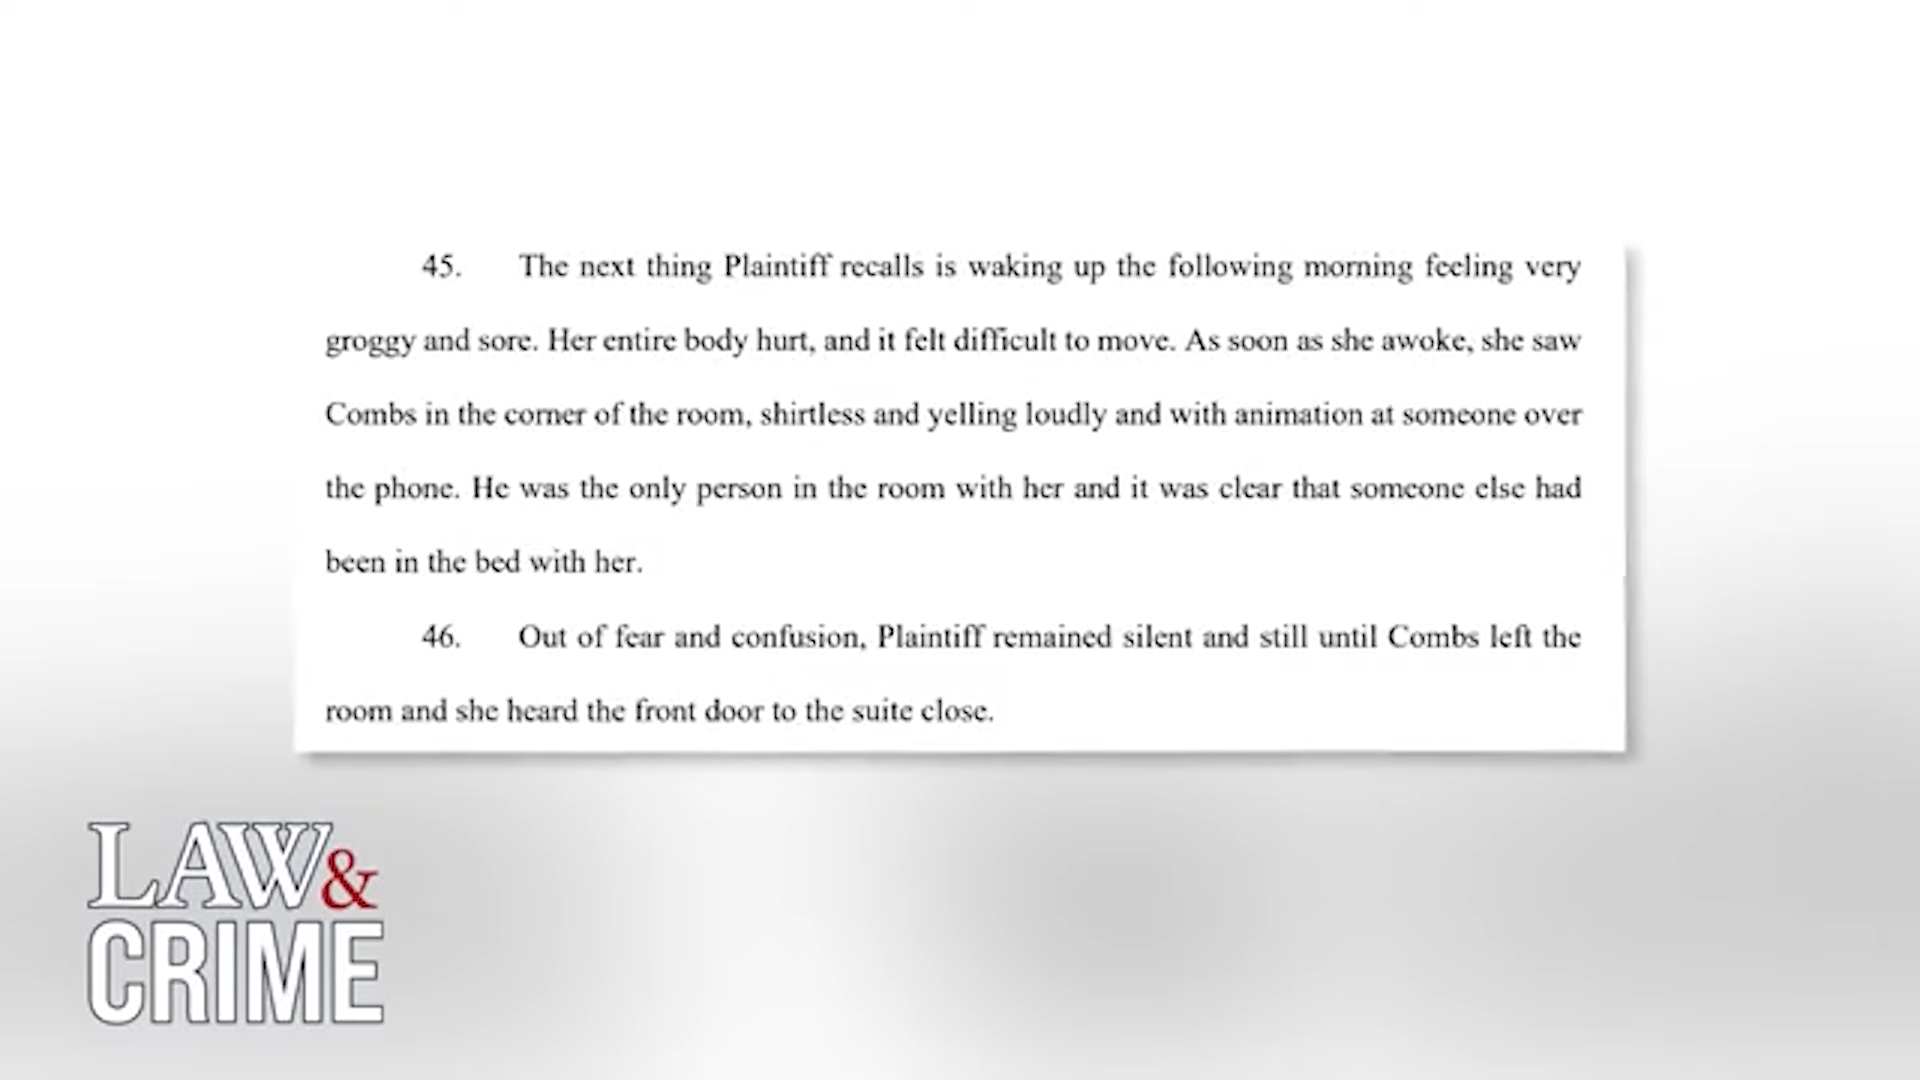 45. The next thing Plaintiff recalls is waking up the following morning feeling very
groggy and sore. Her entire body hurt, and it felt difficult to move. As soon as she awoke, she saw
Combs in the corner of the room, shirtless and yelling loudly and with animation at someone over
the phone. He was the only person in the room with her and it was clear that someone else had
been in the bed with her.
46. Out of fear and confusion, Plaintiff remained silent and still until Combs left the
room and she heard the front door to the suite close.
LAW&
CRIME